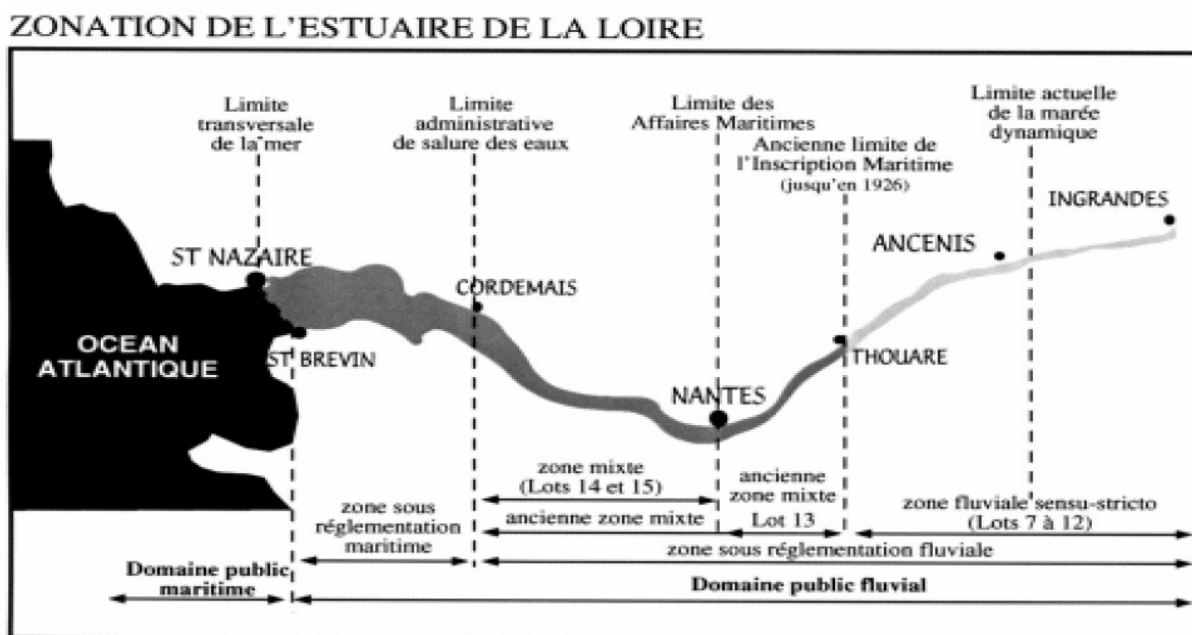 ZONATION DE L'ESTUAIRE DE LA LOIRE
Limite
transversale
de la mer
Limite
administrative
de salure des eaux
Limite des
Affaires Maritimes
Ancienne limite de
l'Inscription Maritime
(jusqu'en 1926)
Limite actuelle
de la marée
dynamique
INGRANDES
ANCENIS
ST NAZAIRE
CORDEMAIS
OCEAN
ATLANTIQUE
ST BREVIN
THOUARE
NANTES
zone mixte
(Lots 14 et 15)
ancienne
zone mixte
Lot 13
zone fluviale sensu-stricto
(Lots 7 à 12)
zone sous
réglementation
maritime
ancienne zone mixte
zone sous réglementation fluviale
Domaine public
maritime
Domaine public fluvial